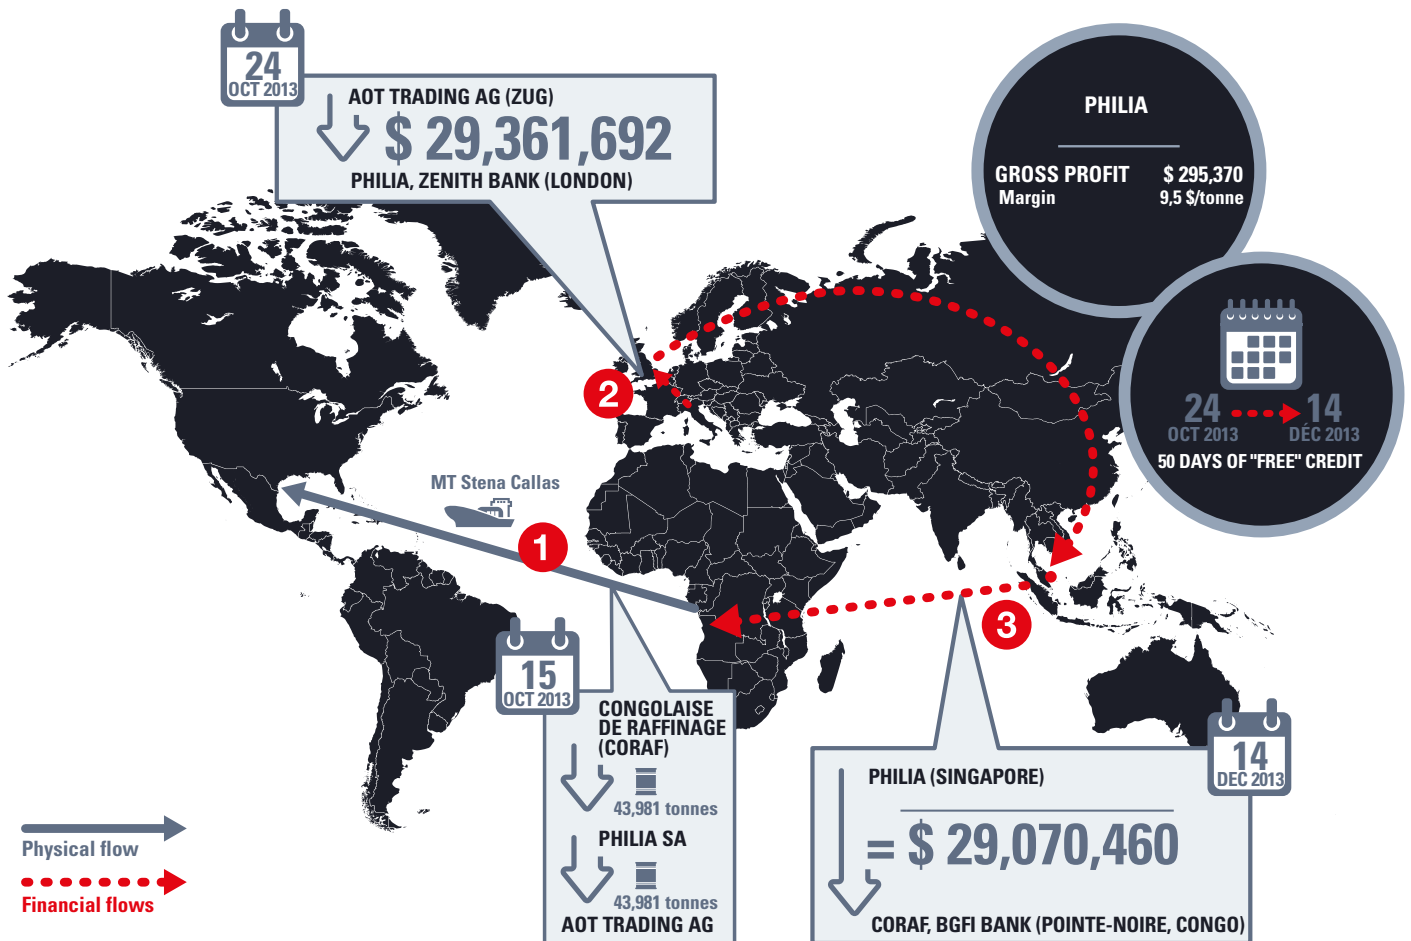 24
OCT 2013
AOT TRADING AG (ZUG)
$ 29,361,692
PHILIA, ZENITH BANK (LONDON)
PHILIA
GROSS PROFIT $ 295,370
Margin 9,5 $/tonne
24 14
OCT 2013 DÉC 2013
50 DAYS OF "FREE" CREDIT
2
MT Stena Callas
1
3
15
OCT 2013
CONGOLAISE
DE RAFFINAGE
(CORAF)
43,981 tonnes
PHILIA SA
43,981 tonnes
AOT TRADING AG
14
DEC 2013
PHILIA (SINGAPORE)
= $ 29,070,460
CORAF, BGFI BANK (POINTE-NOIRE, CONGO)
Physical flow
Financial flows